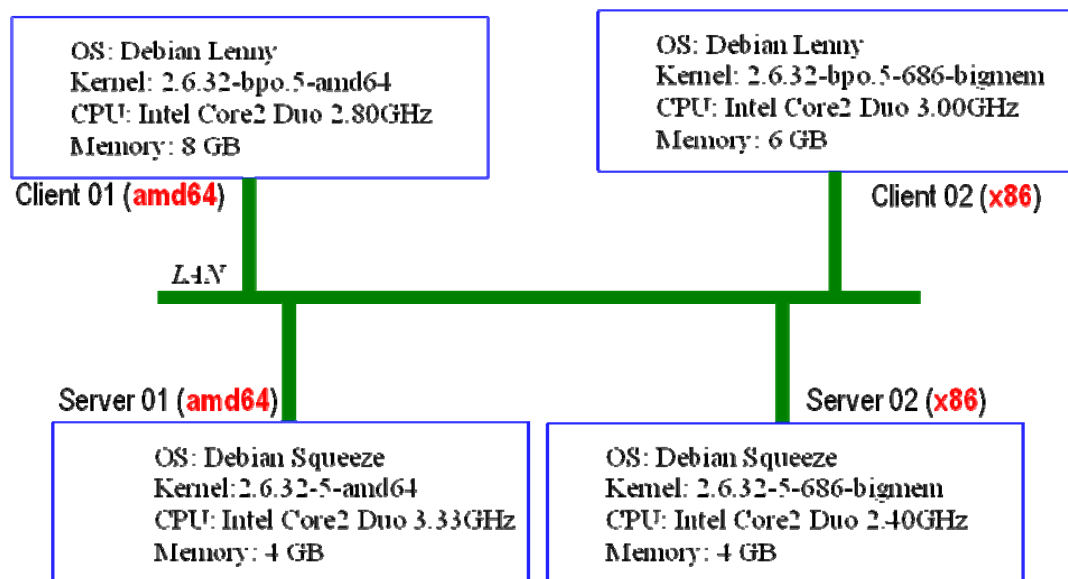 OS: Debian Lenny
Kernel: 2.6.32-bpo.5-amd64
CPU: Intel Core2 Duo 2.80GHz
Memory: 8 GB
Client 01 (amd64)
OS: Debian Lenny
Kernel: 2.6.32-bpo.5-686-bigmem
CPU: Intel Core2 Duo 3.00GHz
Memory: 6 GB
Client 02 (x86)
LAN
Server 01 (amd64)
OS: Debian Squeeze
Kernel:2.6.32-5-amd64
CPU: Intel Core2 Duo 3.33GHz
Memory: 4 GB
Server 02 (x86)
OS: Debian Squeeze
Kernel: 2.6.32-5-686-bigmem
CPU: Intel Core2 Duo 2.40GHz
Memory: 4 GB